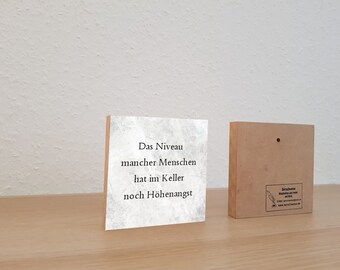 Das Niveau
mancher Menschen
hat im Keller
noch Höhenangst